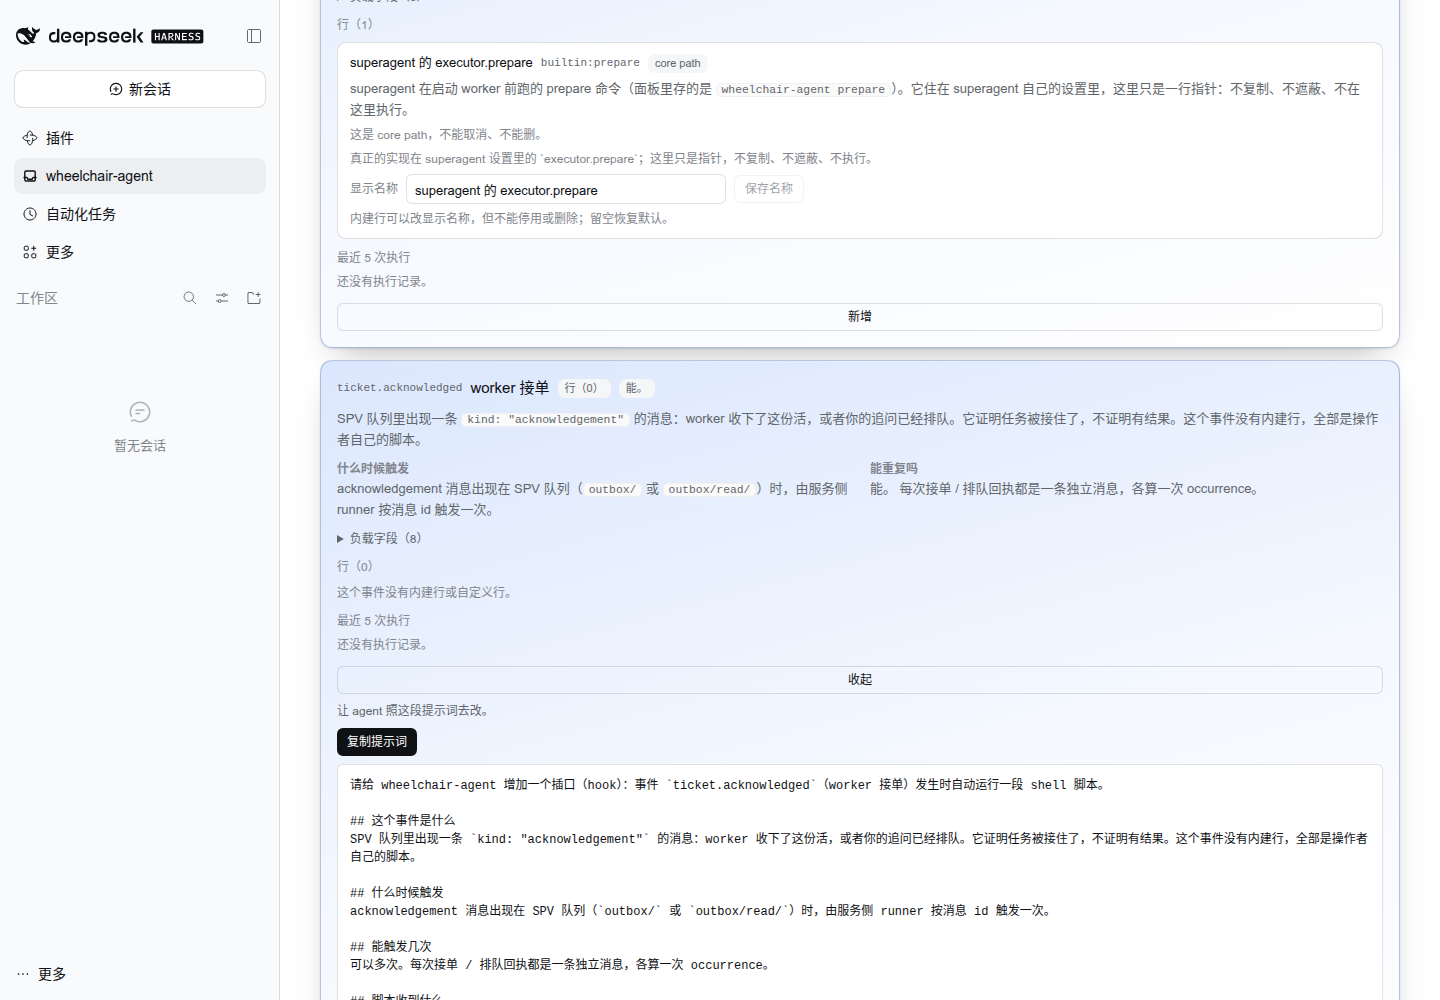 deepseek HARNESS
新会话
插件
wheelchair-agent
自动化任务
更多
工作区
暂无会话
更多
行（1）
superagent 的 executor.prepare builtin:prepare core path
superagent 在启动 worker 前跑的 prepare 命令（面板里存的是 wheelchair-agent prepare ）。它住在 superagent 自己的设置里，这里只是一行指针：不复制、不遮蔽、不在
这里执行。
这是 core path，不能取消、不能删。
真正的实现在 superagent 设置里的 `executor.prepare`；这里只是指针，不复制、不遮蔽、不执行。
显示名称 superagent 的 executor.prepare 保存名称
内建行可以改显示名称，但不能停用或删除；留空恢复默认。
最近 5 次执行
还没有执行记录。
新增
ticket.acknowledged worker 接单 行（0） 能。
SPV 队列里出现一条 kind: "acknowledgement" 的消息：worker 收下了这份活，或者你的追问已经排队。它证明任务被接住了，不证明有结果。这个事件没有内建行，全部是操作
者自己的脚本。
什么时候触发
acknowledgement 消息出现在 SPV 队列（ outbox/ 或 outbox/read/ ）时，由服务侧
runner 按消息 id 触发一次。
能重复吗
能。 每次接单 / 排队回执都是一条独立消息，各算一次 occurrence。
▶ 负载字段（8）
行（0）
这个事件没有内建行或自定义行。
最近 5 次执行
还没有执行记录。
收起
让 agent 照这段提示词去改。
复制提示词
请给 wheelchair-agent 增加一个插口（hook）：事件 `ticket.acknowledged`（worker 接单）发生时自动运行一段 shell 脚本。
## 这个事件是什么
SPV 队列里出现一条 `kind: "acknowledgement"` 的消息：worker 收下了这份活，或者你的追问已经排队。它证明任务被接住了，不证明有结果。这个事件没有内建行，全部是操作者
自己的脚本。
## 什么时候触发
acknowledgement 消息出现在 SPV 队列（`outbox/` 或 `outbox/read/`）时，由服务侧 runner 按消息 id 触发一次。
## 能触发几次
可以多次。每次接单 / 排队回执都是一条独立消息，各算一次 occurrence。
## 脚本收到什么